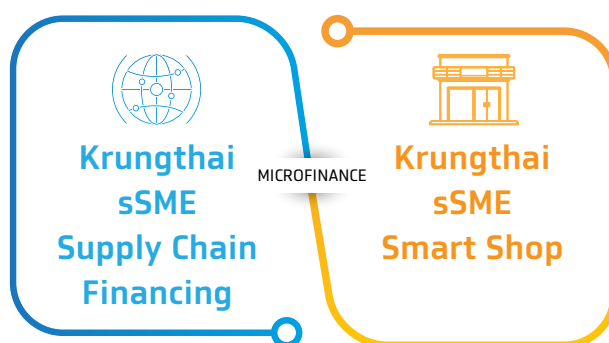 Krungthai
sSME
Supply Chain
Financing
MICROFINANCE
Krungthai
sSME
Smart Shop